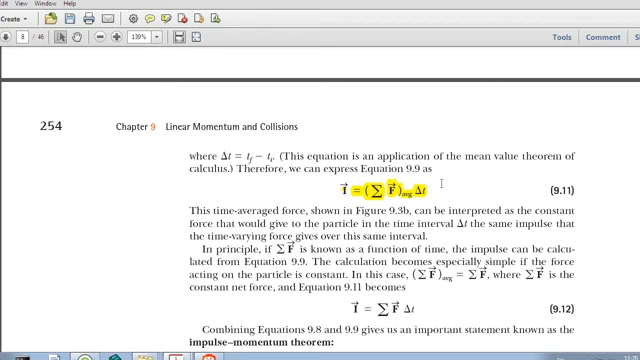 File Edit View Window Help
Create
8 / 46
139%
Tools
Comment
Share
254 Chapter 9 Linear Momentum and Collisions
where Δt = t_f − t_i. (This equation is an application of the mean value theorem of
calculus.) Therefore, we can express Equation 9.9 as
I⃗ = (∑ F⃗)avg Δt (9.11)
This time-averaged force, shown in Figure 9.3b, can be interpreted as the constant
force that would give to the particle in the time interval Δt the same impulse that
the time-varying force gives over this same interval.
In principle, if ∑ F⃗ is known as a function of time, the impulse can be calcu-
lated from Equation 9.9. The calculation becomes especially simple if the force
acting on the particle is constant. In this case, (∑ F⃗)avg = ∑ F⃗, where ∑ F⃗ is the
constant net force, and Equation 9.11 becomes
I⃗ = ∑ F⃗ Δt (9.12)
Combining Equations 9.8 and 9.9 gives us an important statement known as the
impulse–momentum theorem: